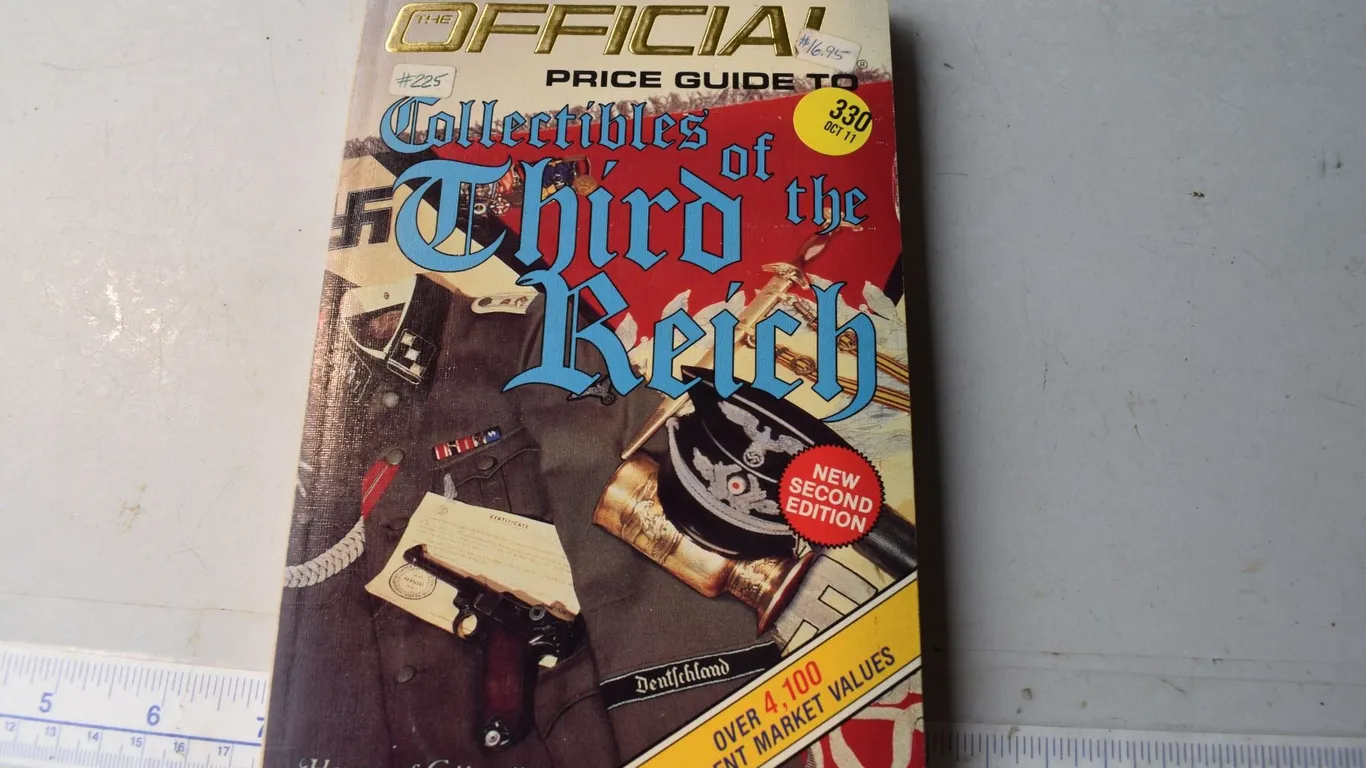 THE
OFFICIAL
®
$16.95
#225
PRICE GUIDE TO
330
OCT 11
Collectibles
of the
Third
Reich
NEW
SECOND
EDITION
CERTIFICATE
Deutschland
OVER 4,100
MARKET VALUES
5
6
7
12
13
14
15
16
17